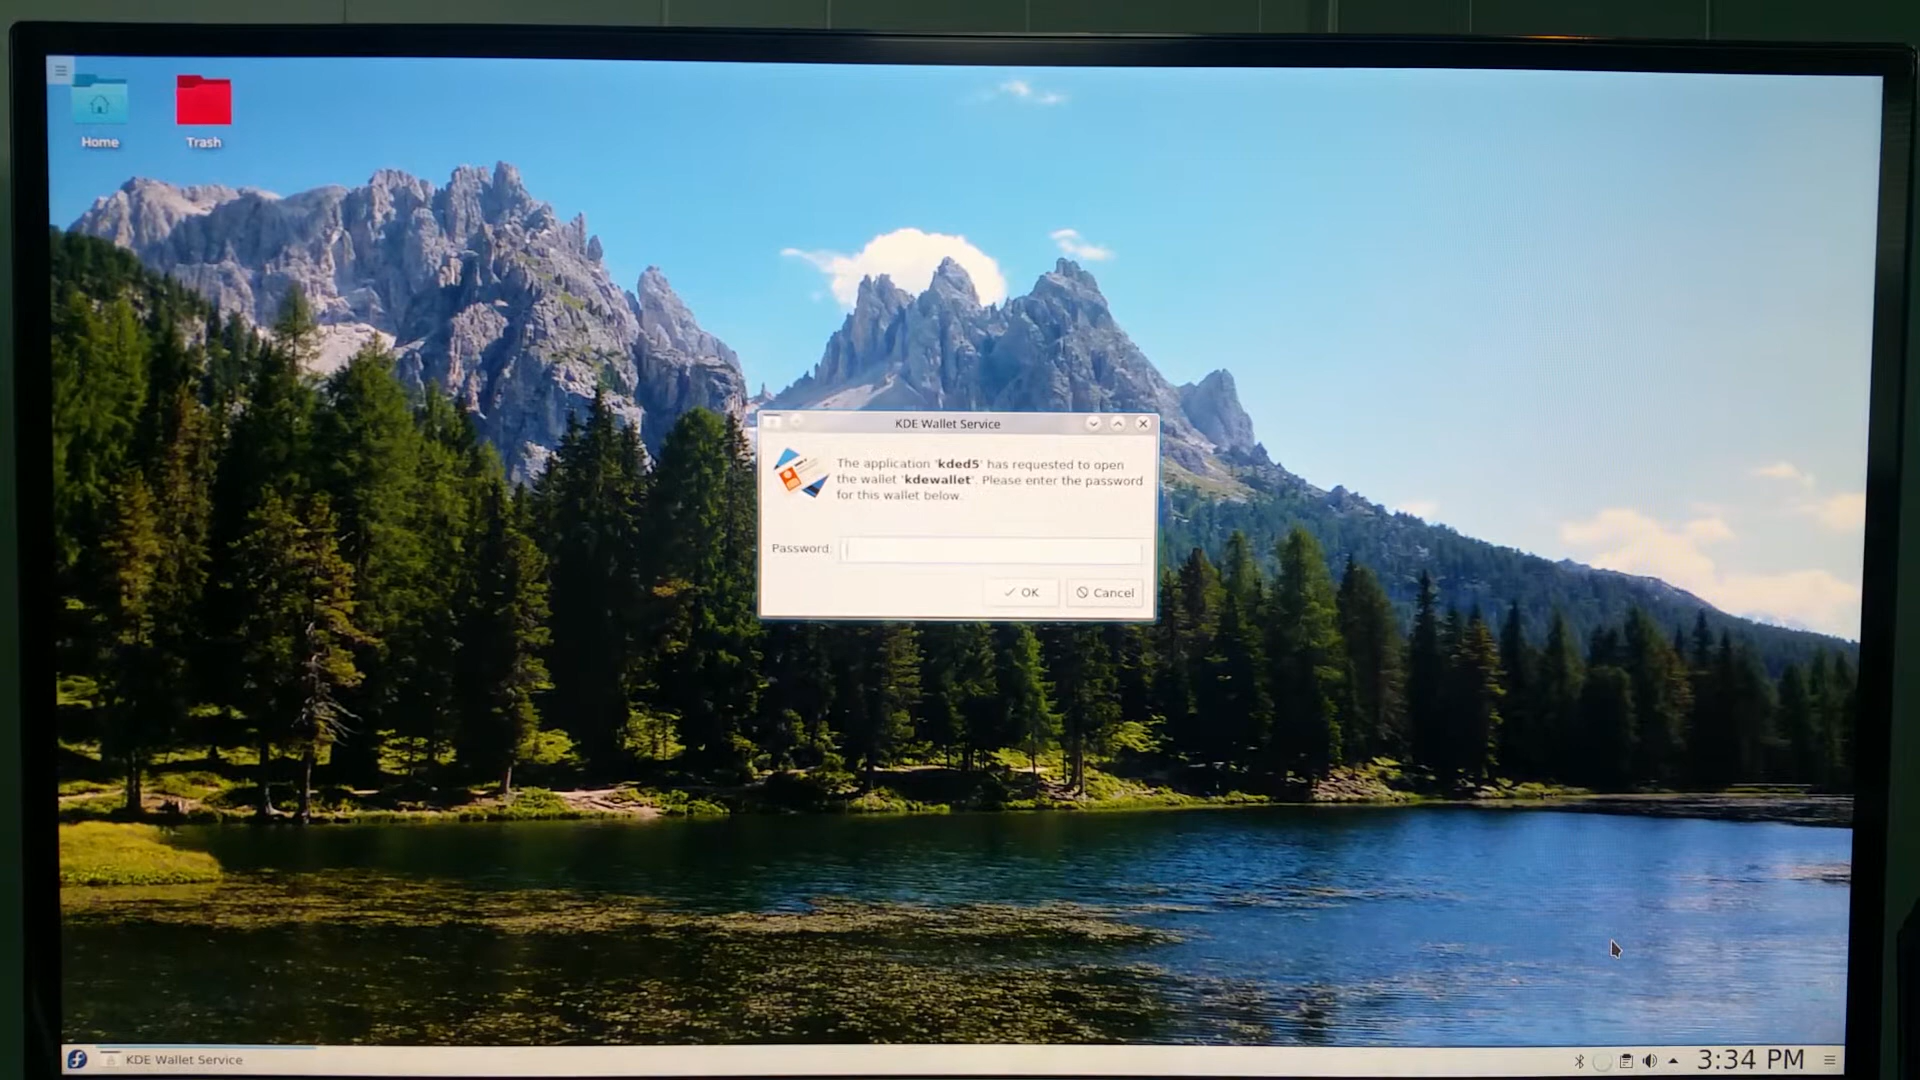 Home
Trash
KDE Wallet Service
The application 'kded5' has requested to open
the wallet 'kdewallet'. Please enter the password
for this wallet below.
Password:
OK
Cancel
KDE Wallet Service
3:34 PM